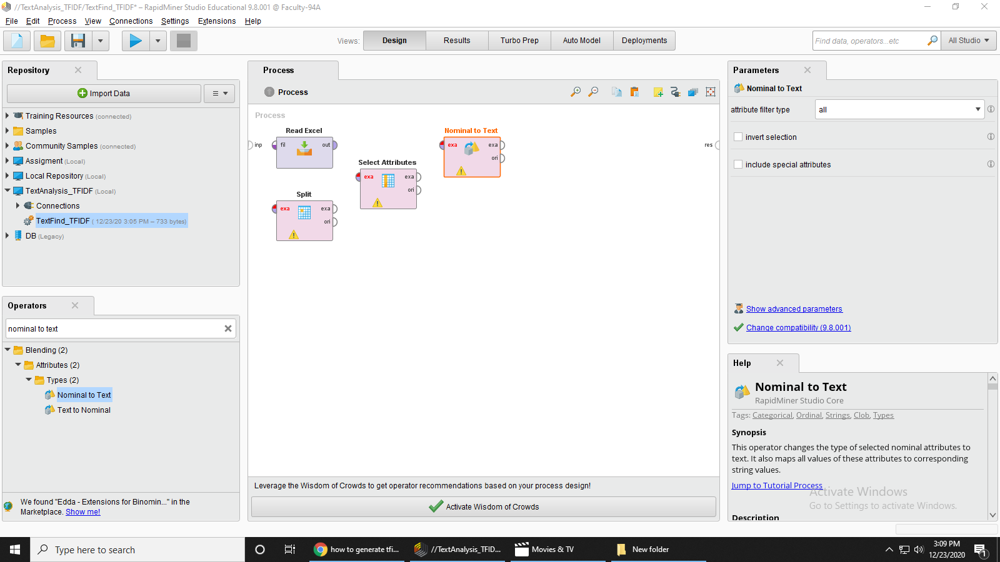 //TextAnalysis_TFIDF/TextFind_TFIDF* – RapidMiner Studio Educational 9.8.001 @ Faculty-94A
File Edit Process View Connections Settings Extensions Help
Views: Design Results Turbo Prep Auto Model Deployments
Find data, operators...etc All Studio
Repository
Import Data
Training Resources (connected)
Samples
Community Samples (connected)
Assigment (Local)
Local Repository (Local)
TextAnalysis_TFIDF (Local)
Connections
TextFind_TFIDF ( 12/23/20 3:05 PM – 733 bytes)
DB (Legacy)
Operators
nominal to text
Blending (2)
Attributes (2)
Types (2)
Nominal to Text
Text to Nominal
We found "Edda - Extensions for Binomin..." in the
Marketplace. Show me!
Process
Process
Process
inp
Read Excel
fil out
Split
exa exa
ori
Select Attributes
exa exa
ori
Nominal to Text
exa exa
ori
res
Leverage the Wisdom of Crowds to get operator recommendations based on your process design!
Activate Wisdom of Crowds
Parameters
Nominal to Text
attribute filter type all
invert selection
include special attributes
Show advanced parameters
Change compatibility (9.8.001)
Help
Nominal to Text
RapidMiner Studio Core
Tags: Categorical, Ordinal, Strings, Clob, Types
Synopsis
This operator changes the type of selected nominal attributes to
text. It also maps all values of these attributes to corresponding
string values.
Jump to Tutorial Process
Description
Activate Windows
Go to Settings to activate Windows.
Type here to search
how to generate tfi...
//TextAnalysis_TFID...
Movies & TV
New folder
3:09 PM
12/23/2020
1